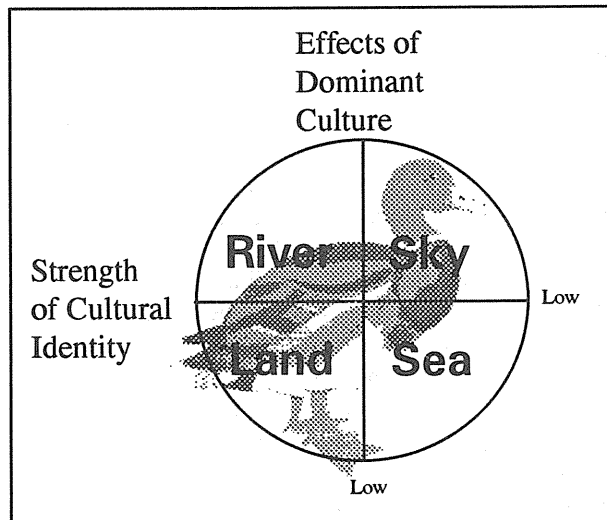 Effects of
Dominant
Culture
River Sky
Strength
of Cultural
Identity
Low
Land Sea
Low